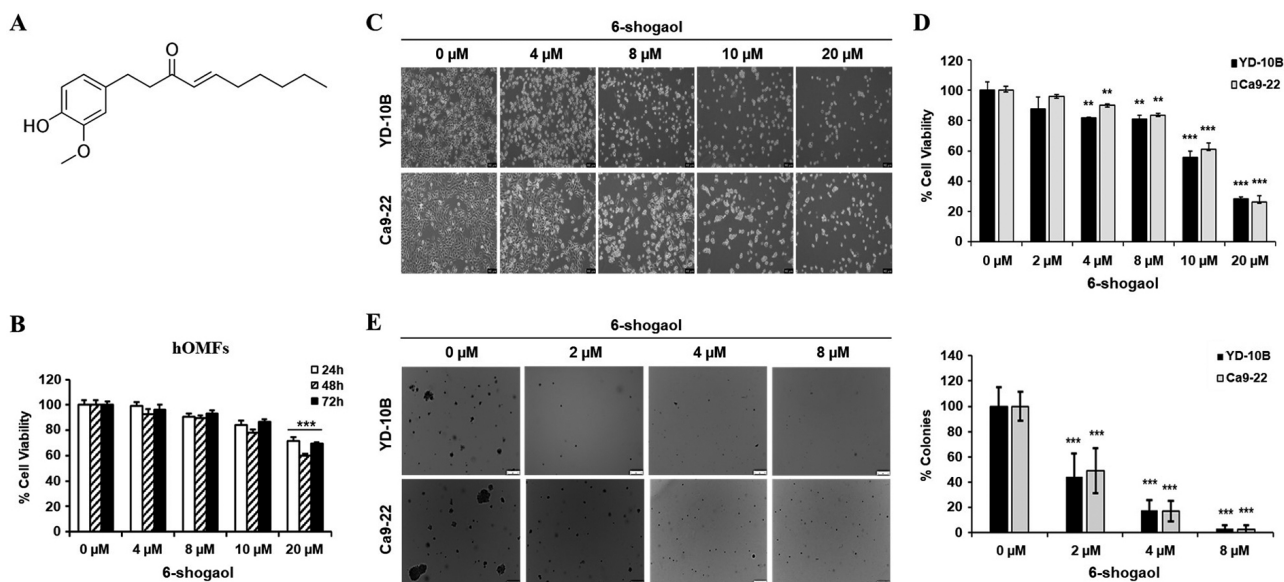 A
O
HO
O
B
hOMFs
24h
48h
72h
***
% Cell Viability
120
100
80
60
40
20
0
0 µM 4 µM 8 µM 10 µM 20 µM
6-shogaol
C
6-shogaol
0 µM 4 µM 8 µM 10 µM 20 µM
YD-10B
Ca9-22
D
YD-10B
Ca9-22
% Cell Viability
120
100
80
60
40
20
0
** ** ** ** *** *** *** ***
0 µM 2 µM 4 µM 8 µM 10 µM 20 µM
6-shogaol
E
6-shogaol
0 µM 2 µM 4 µM 8 µM
YD-10B
Ca9-22
YD-10B
Ca9-22
% Colonies
140
120
100
80
60
40
20
0
*** *** *** *** *** ***
0 µM 2 µM 4 µM 8 µM
6-shogaol